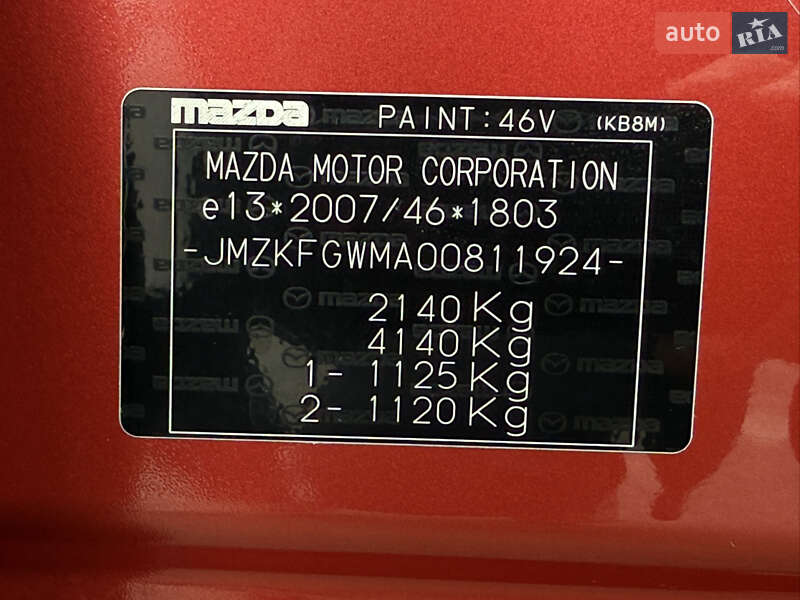 auto RIA .com
mazda PAINT:46V (KB8M)
MAZDA MOTOR CORPORATION
e13*2007/46*1803
-JMZKFGWMA00811924-
2140Kg
4140Kg
1- 1125Kg
2- 1120Kg